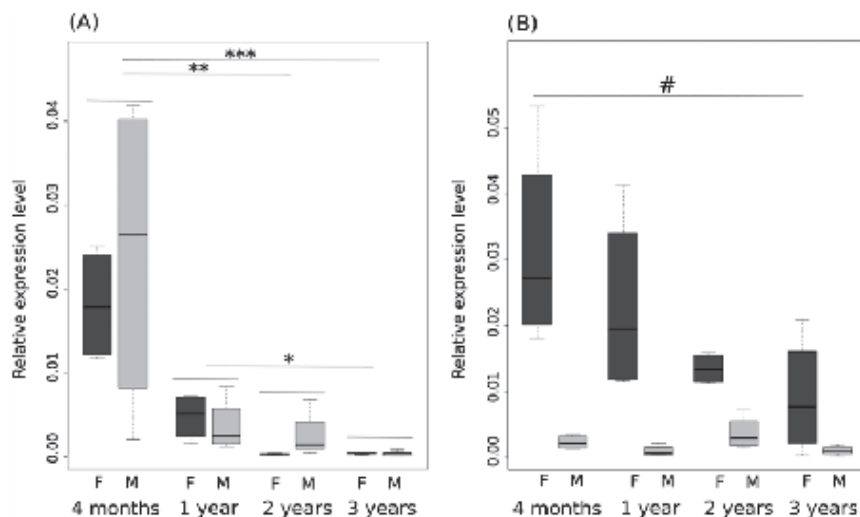 (A)
***
**
*
Relative expression level
0.04
0.03
0.02
0.01
0.00
F M F M F M F M
4 months 1 year 2 years 3 years
(B)
#
Relative expression level
0.05
0.04
0.03
0.02
0.01
0.00
F M F M F M F M
4 months 1 year 2 years 3 years